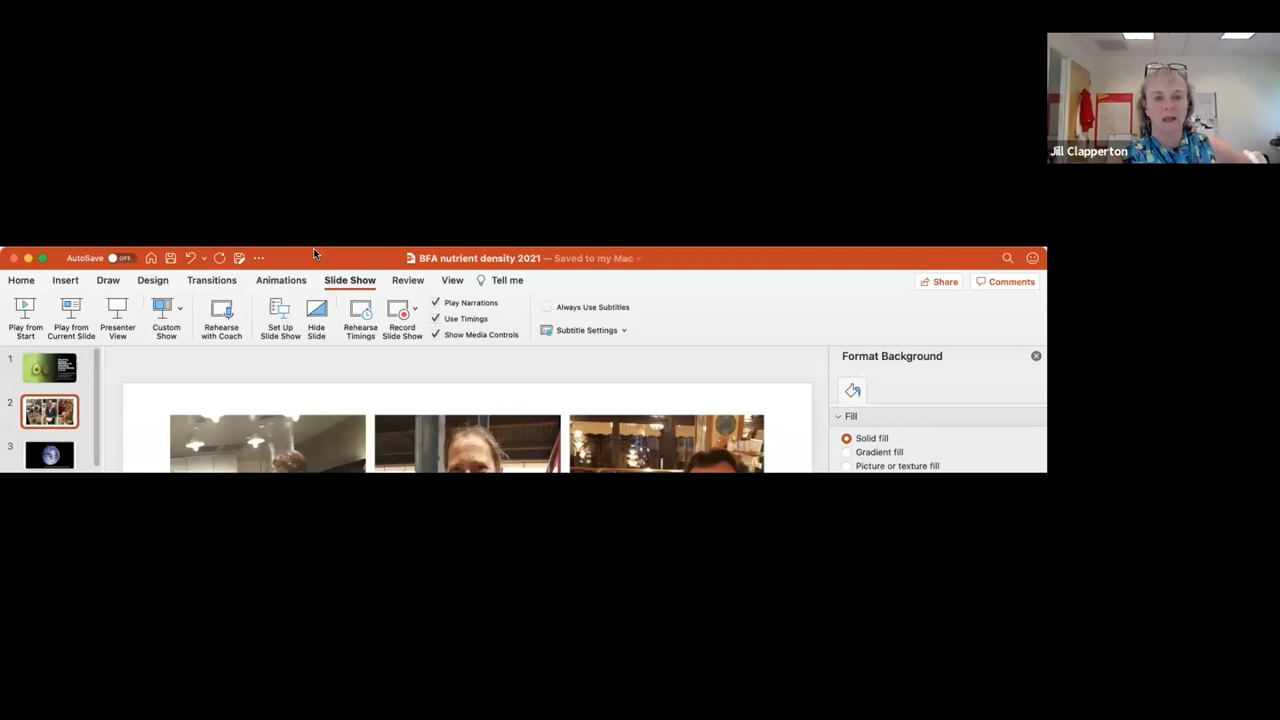 Jill Clapperton
AutoSave OFF
BFA nutrient density 2021 — Saved to my Mac
Home Insert Draw Design Transitions Animations Slide Show Review View Tell me
Share Comments
Play from Start
Play from Current Slide
Presenter View
Custom Show
Rehearse with Coach
Set Up Slide Show
Hide Slide
Rehearse Timings
Record Slide Show
Play Narrations
Use Timings
Show Media Controls
Always Use Subtitles
Subtitle Settings
1
2
3
Format Background
Fill
Solid fill
Gradient fill
Picture or texture fill